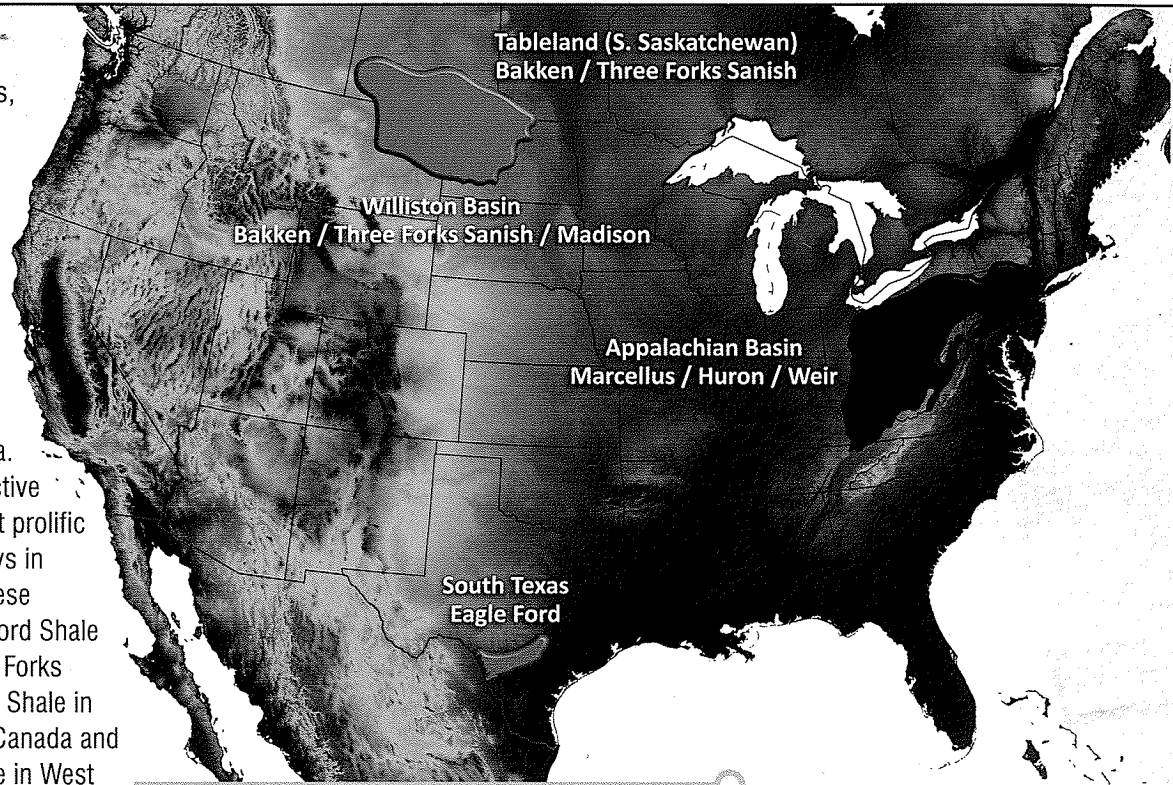 Tableland (S. Saskatchewan)
Bakken / Three Forks Sanish
Williston Basin
Bakken / Three Forks Sanish / Madison
Appalachian Basin
Marcellus / Huron / Weir
South Texas
Eagle Ford
s,
a.
ctive
t prolific
ys in
ese
ord Shale
Forks
Shale in
Canada and
e in West